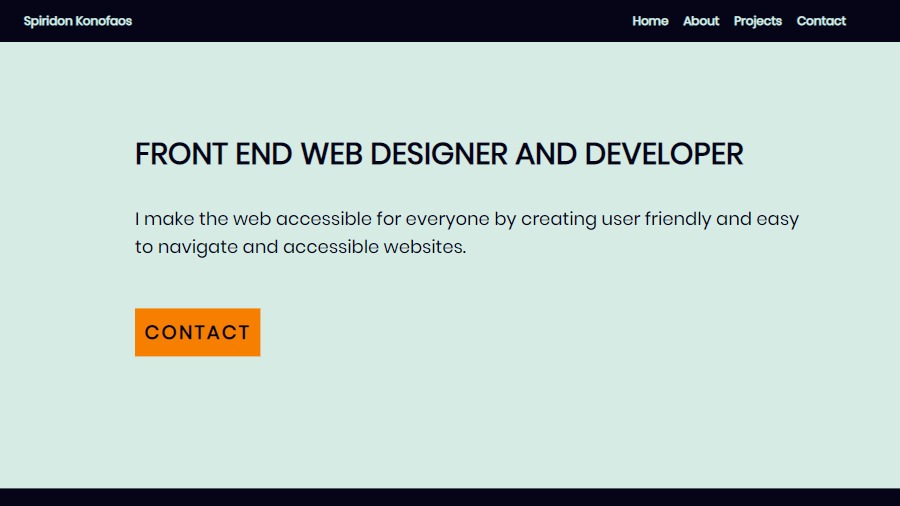 Spiridon Konofaos
Home About Projects Contact
FRONT END WEB DESIGNER AND DEVELOPER
I make the web accessible for everyone by creating user friendly and easy
to navigate and accessible websites.
CONTACT